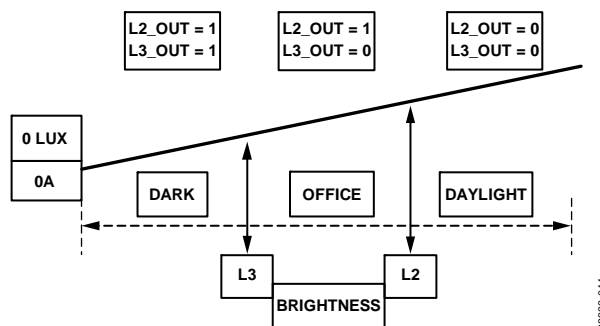 L2_OUT = 1
L3_OUT = 1
L2_OUT = 1
L3_OUT = 0
L2_OUT = 0
L3_OUT = 0
0 LUX
0A
DARK
OFFICE
DAYLIGHT
L3
L2
BRIGHTNESS